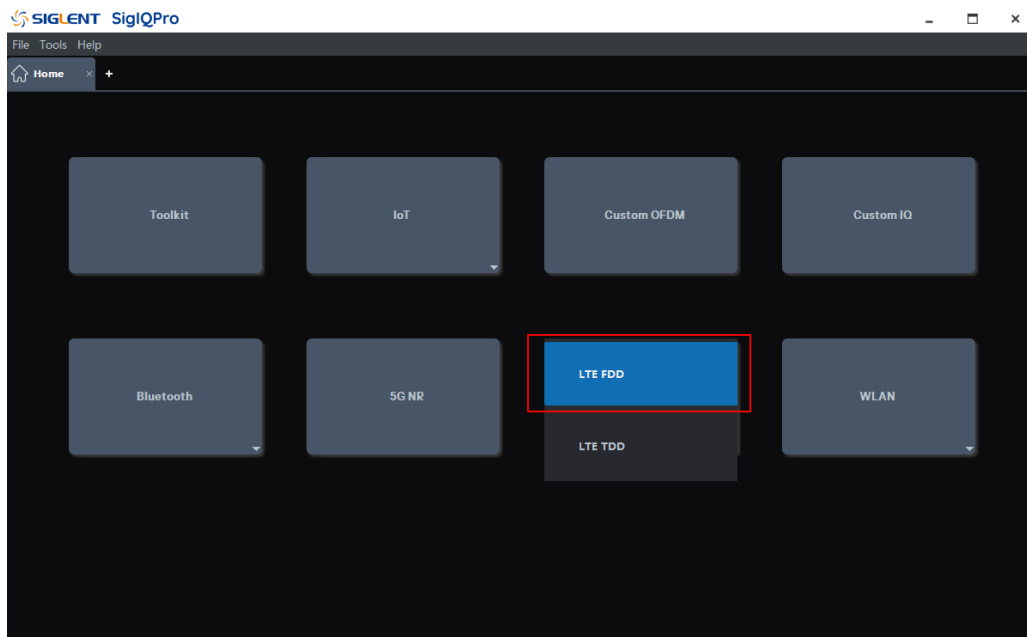 SIGLENT SigIQPro
File Tools Help
Home +
Toolkit
IoT
Custom OFDM
Custom IQ
Bluetooth
5G NR
LTE FDD
LTE TDD
WLAN